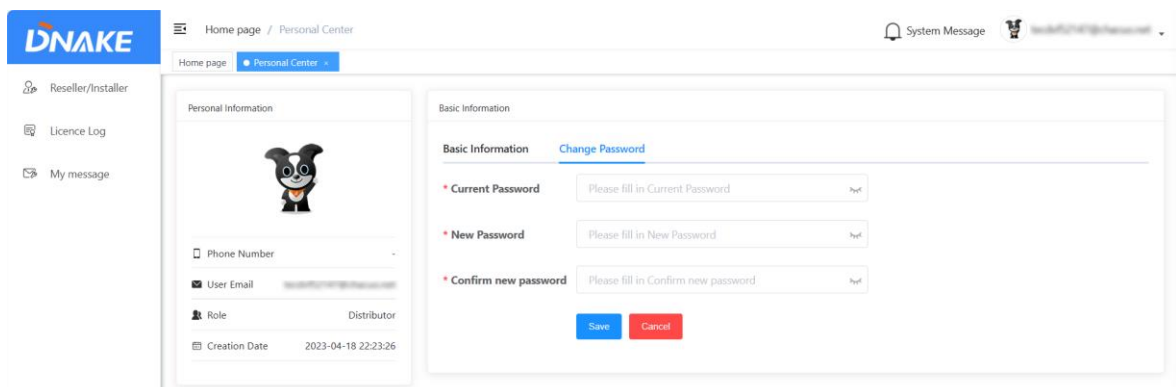 DNAKE
Home page / Personal Center
System Message
Home page
Personal Center ×
Reseller/Installer
Licence Log
My message
Personal Information
Phone Number -
User Email
Role Distributor
Creation Date 2023-04-18 22:23:26
Basic Information
Basic Information Change Password
* Current Password Please fill in Current Password
* New Password Please fill in New Password
* Confirm new password Please fill in Confirm new password
Save Cancel